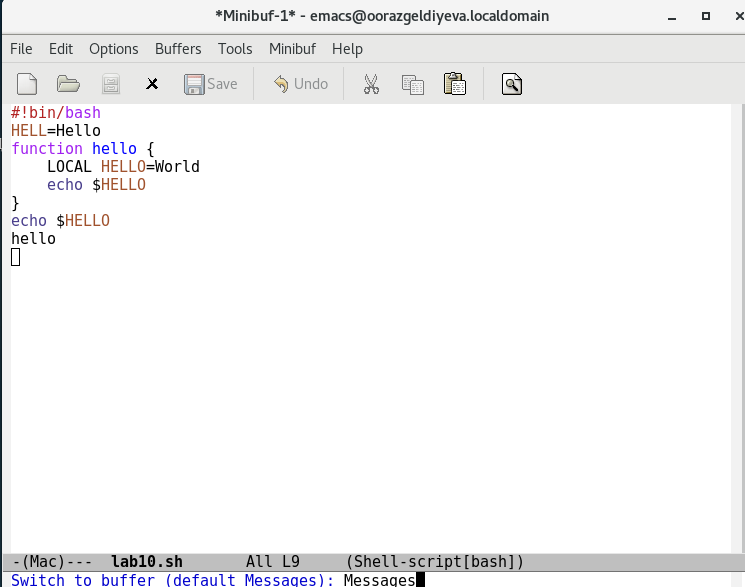 *Minibuf-1* - emacs@oorazgeldiyeva.localdomain
File Edit Options Buffers Tools Minibuf Help
Save Undo
#!bin/bash
HELL=Hello
function hello {
    LOCAL HELLO=World
    echo $HELLO
}
echo $HELLO
hello
-(Mac)--- lab10.sh All L9 (Shell-script[bash])
Switch to buffer (default Messages): Messages